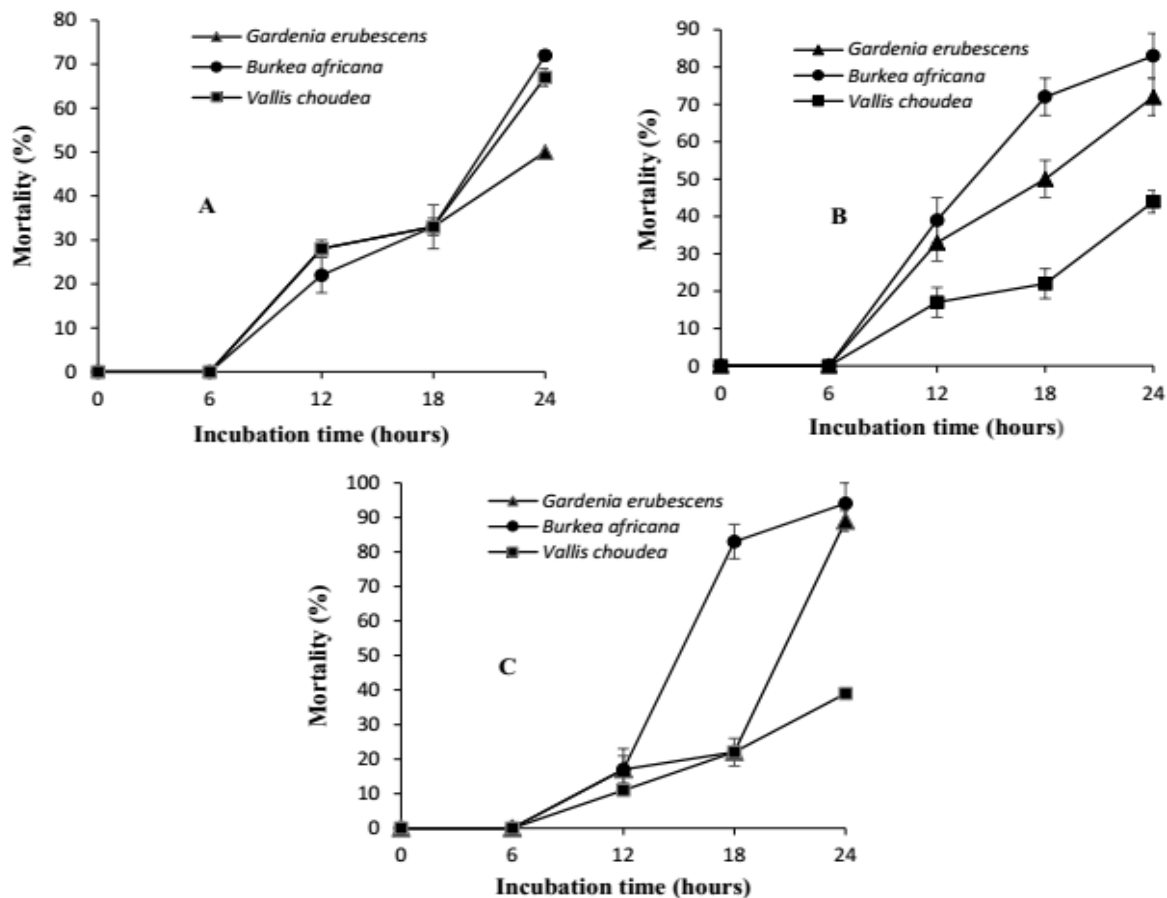 80
70
60
50
40
30
20
10
0
Mortality (%)
Gardenia erubescens
Burkea africana
Vallis choudea
A
0 6 12 18 24
Incubation time (hours)
90
80
70
60
50
40
30
20
10
0
Mortality (%)
Gardenia erubescens
Burkea africana
Vallis choudea
B
0 6 12 18 24
Incubation time (hours)
100
90
80
70
60
50
40
30
20
10
0
Mortality (%)
Gardenia erubescens
Burkea africana
Vallis choudea
C
0 6 12 18 24
Incubation time (hours)